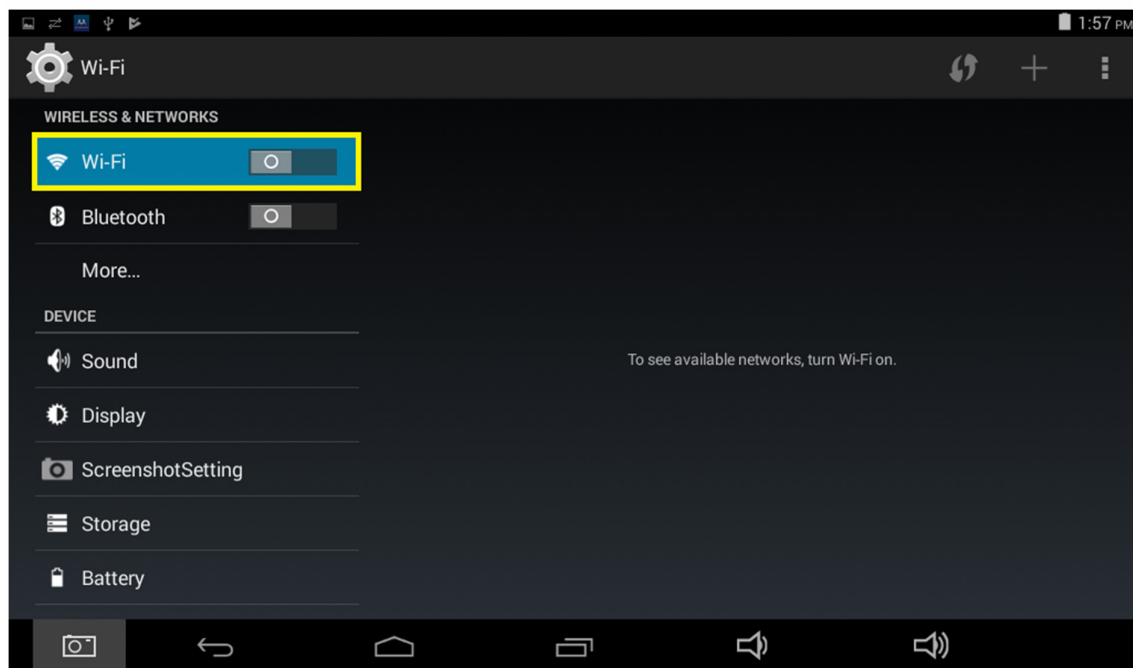 1:57 PM
Wi-Fi
WIRELESS & NETWORKS
Wi-Fi
Bluetooth
More...
DEVICE
Sound
To see available networks, turn Wi-Fi on.
Display
ScreenshotSetting
Storage
Battery